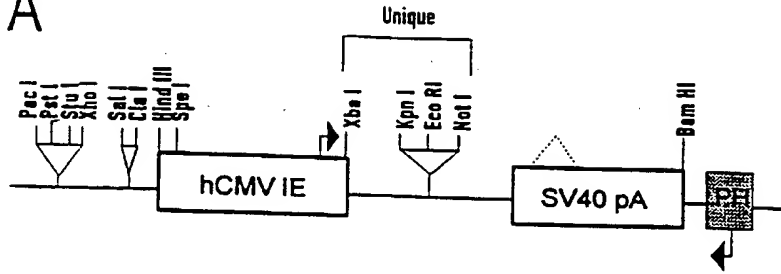 A
Unique
Pac I
Pst I
Stu I
Xho I
Sal I
Cla I
Hind III
Spe I
Xba I
Kpn I
Eco RI
Not I
Bam HI
hCMV IE
SV40 pA
PH